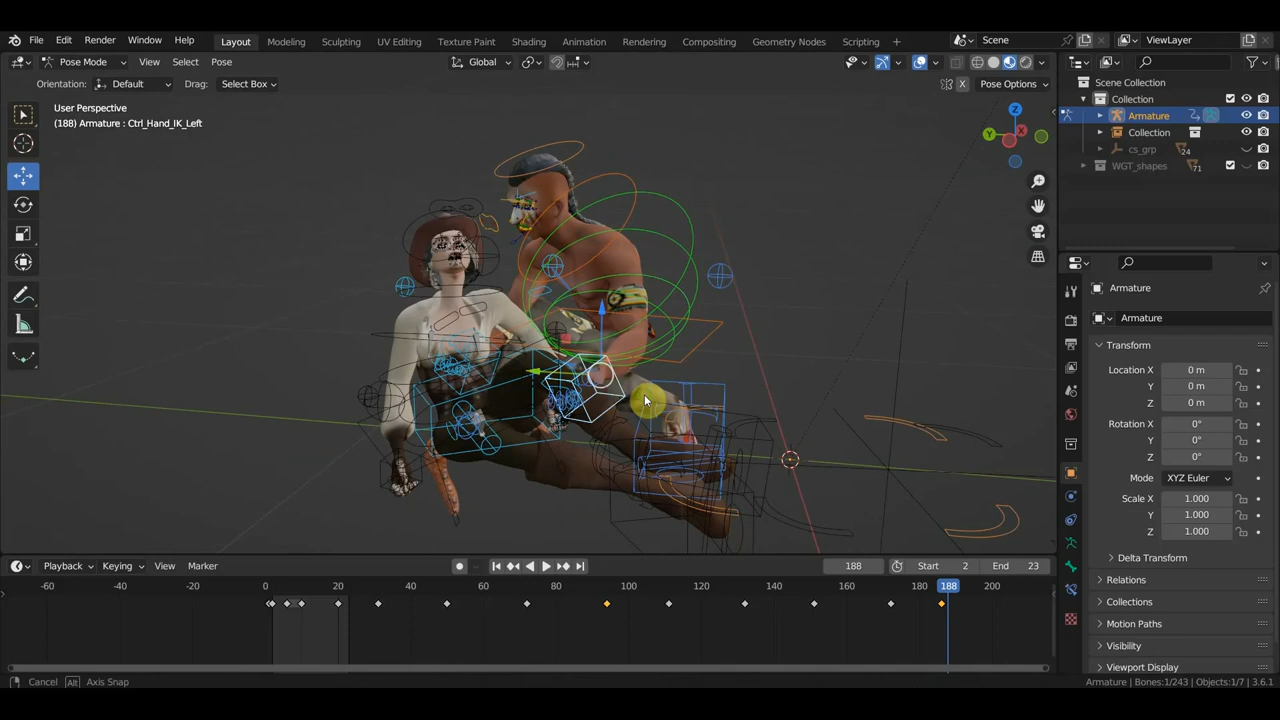 File Edit Render Window Help Layout Modeling Sculpting UV Editing Texture Paint Shading Animation Rendering Compositing Geometry Nodes Scripting + Scene ViewLayer
Pose Mode View Select Pose Global
Orientation: Default Drag: Select Box X Pose Options
User Perspective
(188) Armature : Ctrl_Hand_IK_Left
Z
Y
X
Scene Collection
Collection
Armature
Collection
cs_grp 24
WGT_shapes 71
Armature
Armature
Transform
Location X 0 m
Y 0 m
Z 0 m
Rotation X 0°
Y 0°
Z 0°
Mode XYZ Euler
Scale X 1.000
Y 1.000
Z 1.000
Delta Transform
Relations
Collections
Motion Paths
Visibility
Viewport Display
Playback Keying View Marker 188 Start 2 End 23
-60 -40 -20 0 20 40 60 80 100 120 140 160 188 200
Cancel Alt Axis Snap Armature | Bones:1/243 | Objects:1/7 | 3.6.1